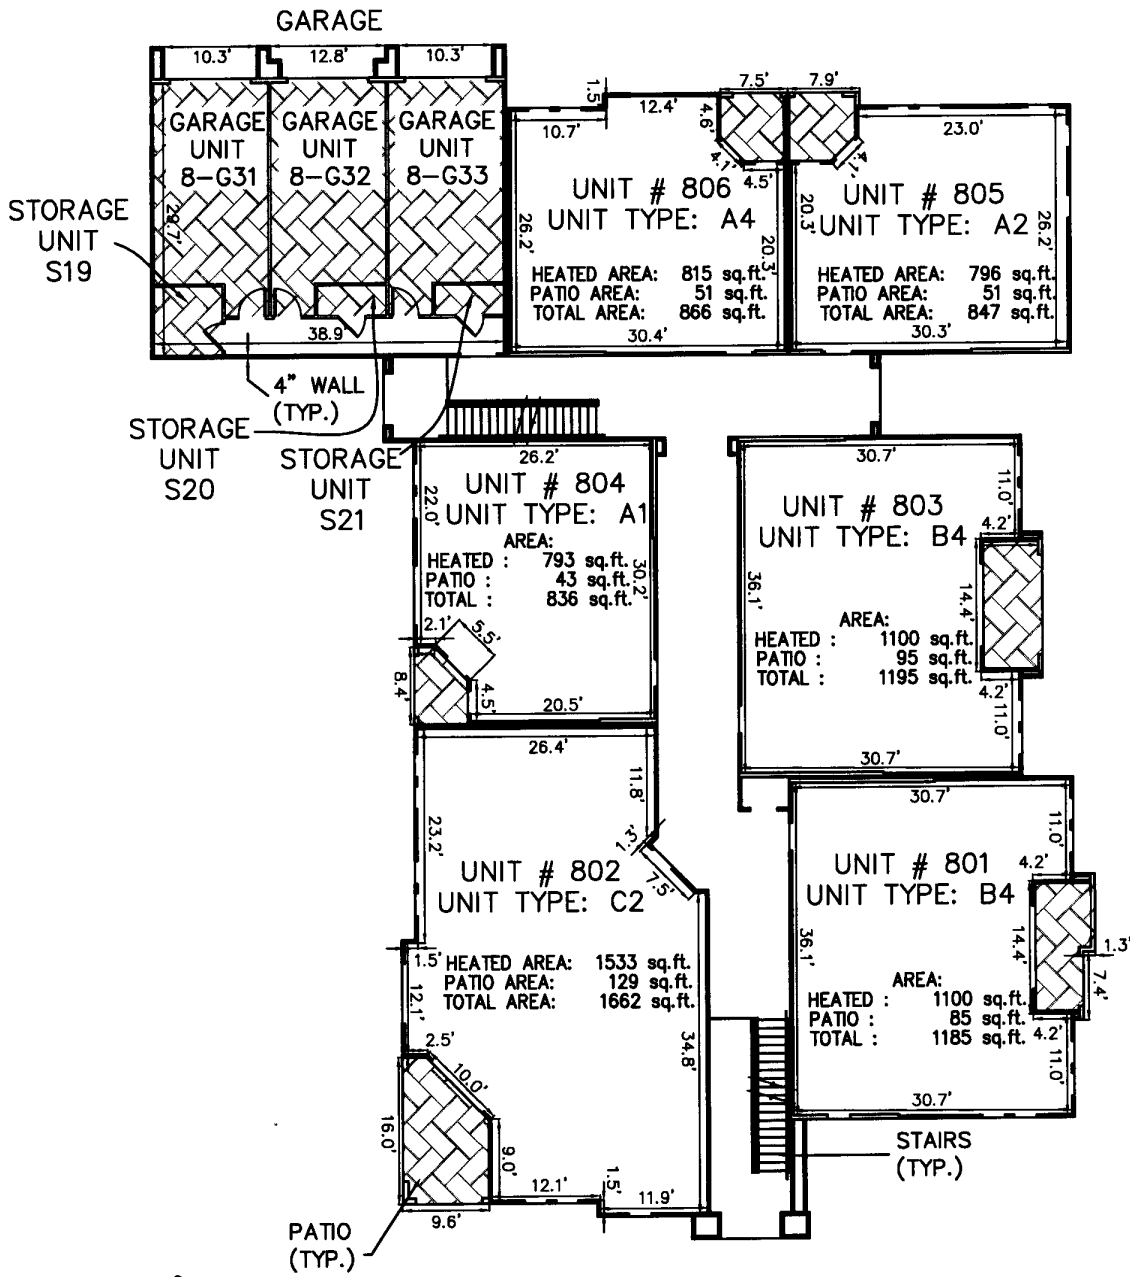 GARAGE
10.3'
12.8'
10.3'
GARAGE
UNIT
8-G31
GARAGE
UNIT
8-G32
GARAGE
UNIT
8-G33
29.7'
STORAGE
UNIT
S19
38.9'
4" WALL
(TYP.)
STORAGE
UNIT
S20
STORAGE
UNIT
S21
1.5'
10.7'
12.4'
7.5'
4.6'
4.1'
4.5'
UNIT # 806
UNIT TYPE: A4
26.2'
20.3'
HEATED AREA: 815 sq.ft.
PATIO AREA: 51 sq.ft.
TOTAL AREA: 866 sq.ft.
30.4'
7.9'
23.0'
4.1'
UNIT # 805
UNIT TYPE: A2
20.3'
26.2'
HEATED AREA: 796 sq.ft.
PATIO AREA: 51 sq.ft.
TOTAL AREA: 847 sq.ft.
30.3'
26.2'
UNIT # 804
UNIT TYPE: A1
22.0'
AREA:
HEATED : 793 sq.ft.
PATIO : 43 sq.ft.
TOTAL : 836 sq.ft.
30.2'
2.1'
5.5'
8.4'
4.5'
20.5'
30.7'
11.0'
UNIT # 803
UNIT TYPE: B4
4.2'
36.1'
14.4'
AREA:
HEATED : 1100 sq.ft.
PATIO : 95 sq.ft.
TOTAL : 1195 sq.ft.
4.2'
11.0'
30.7'
26.4'
11.8'
23.2'
1.3'
7.5'
UNIT # 802
UNIT TYPE: C2
1.5'
HEATED AREA: 1533 sq.ft.
PATIO AREA: 129 sq.ft.
TOTAL AREA: 1662 sq.ft.
12.1'
2.5'
10.0'
34.8'
16.0'
9.0'
12.1'
1.5'
11.9'
9.6'
PATIO
(TYP.)
30.7'
11.0'
UNIT # 801
UNIT TYPE: B4
4.2'
36.1'
14.4'
1.3'
7.4'
AREA:
HEATED : 1100 sq.ft.
PATIO : 85 sq.ft.
TOTAL : 1185 sq.ft.
4.2'
11.0'
30.7'
STAIRS
(TYP.)